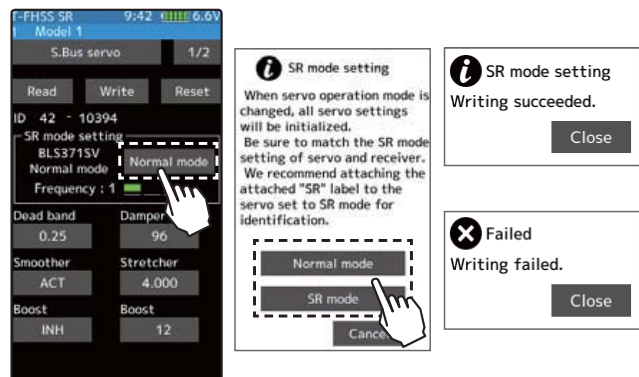 T-FHSS SR 9:42 6.6V
1 Model 1
S.Bus servo 1/2
Read Write Reset
ID 42 - 10394
SR mode setting
BLS371SV
Normal mode
Normal mode
Frequency : 1
Dead band Damper
0.25 96
Smoother Stretcher
ACT 4.000
Boost Boost
INH 12
SR mode setting
When servo operation mode is
changed, all servo settings
will be initialized.
Be sure to match the SR mode
setting of servo and receiver.
We recommend attaching the
attached "SR" label to the
servo set to SR mode for
identification.
Normal mode
SR mode
Cancel
SR mode setting
Writing succeeded.
Close
Failed
Writing failed.
Close